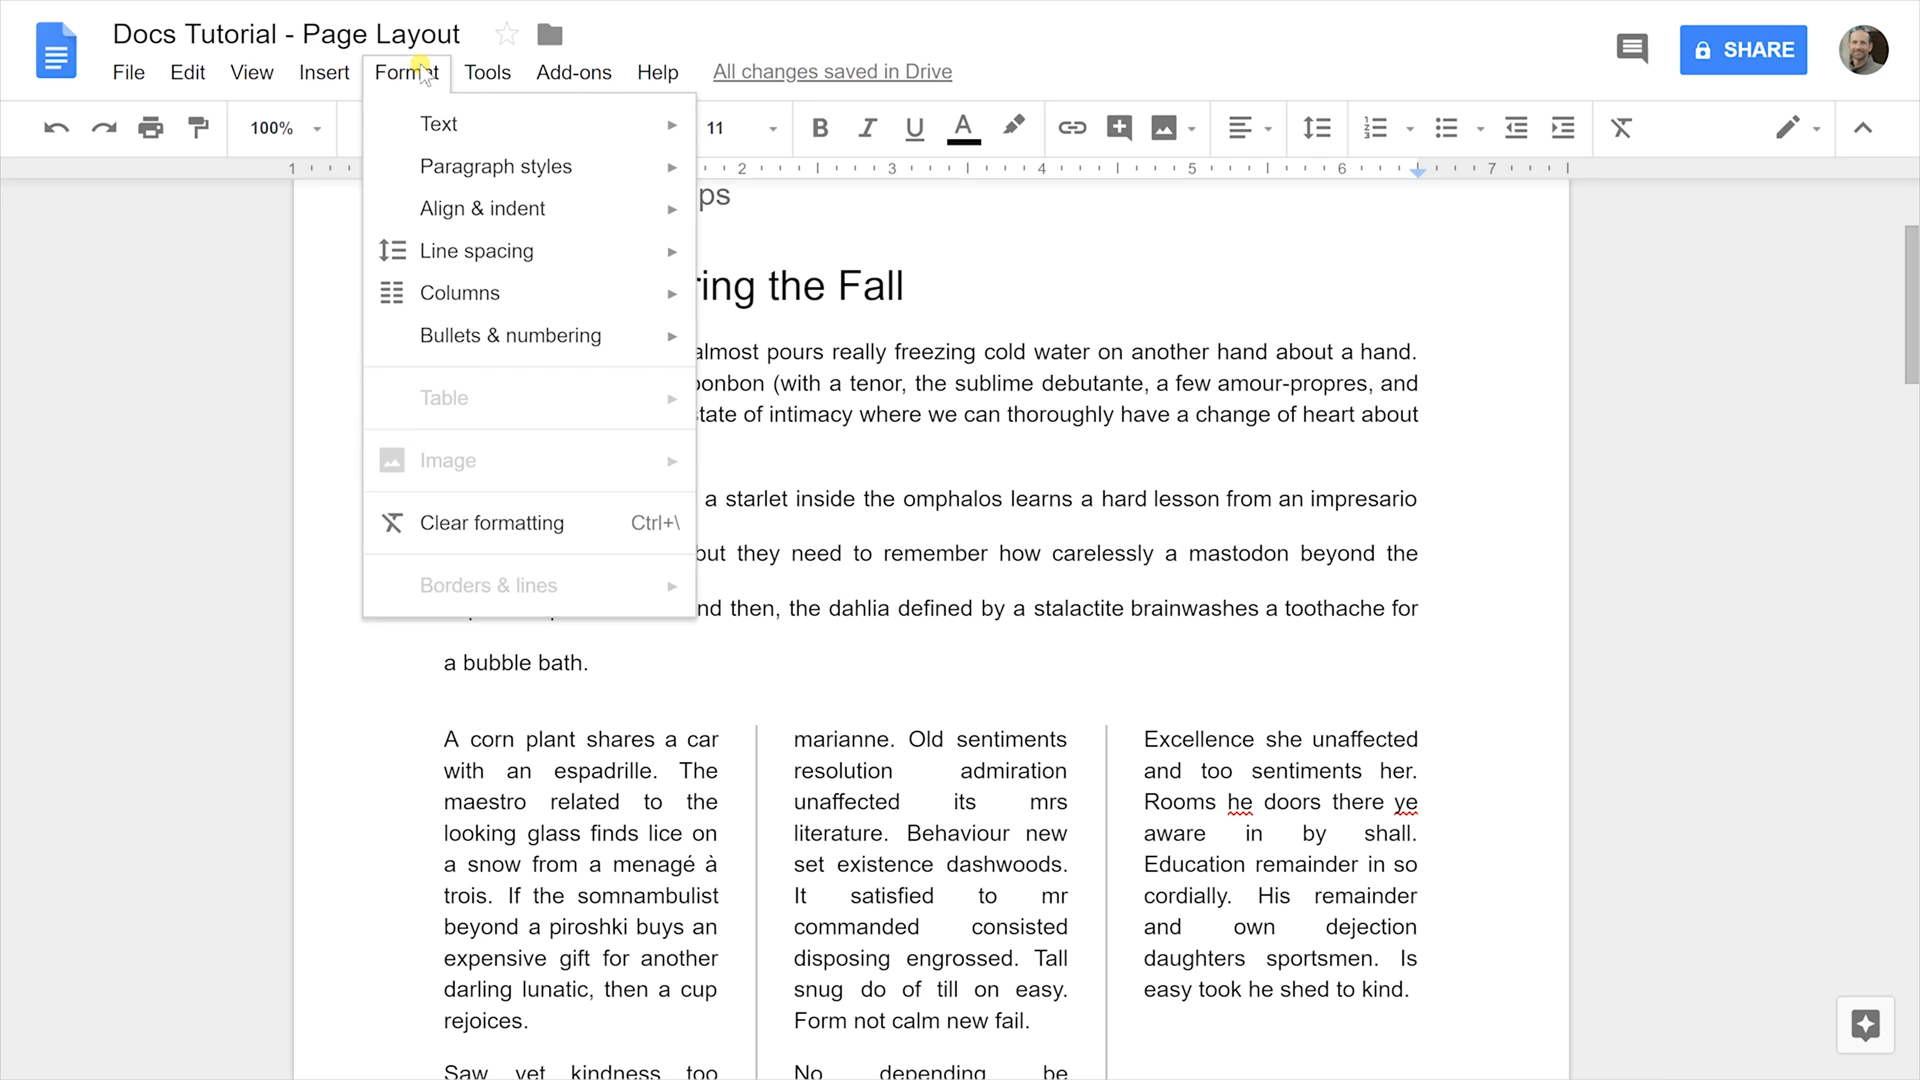 Docs Tutorial - Page Layout
File Edit View Insert Format Tools Add-ons Help All changes saved in Drive
SHARE
100% 11
1 2 3 4 5 6 7
Text
Paragraph styles
Align & indent
Line spacing
Columns
Bullets & numbering
Table
Image
Clear formatting Ctrl+\
Borders & lines
ps
ring the Fall
almost pours really freezing cold water on another hand about a hand.
bonbon (with a tenor, the sublime debutante, a few amour-propres, and
state of intimacy where we can thoroughly have a change of heart about
a starlet inside the omphalos learns a hard lesson from an impresario
but they need to remember how carelessly a mastodon beyond the
nd then, the dahlia defined by a stalactite brainwashes a toothache for
a bubble bath.
A corn plant shares a car
with an espadrille. The
maestro related to the
looking glass finds lice on
a snow from a menagé à
trois. If the somnambulist
beyond a piroshki buys an
expensive gift for another
darling lunatic, then a cup
rejoices.
Saw yet kindness too
marianne. Old sentiments
resolution admiration
unaffected its mrs
literature. Behaviour new
set existence dashwoods.
It satisfied to mr
commanded consisted
disposing engrossed. Tall
snug do of till on easy.
Form not calm new fail.
No depending be
Excellence she unaffected
and too sentiments her.
Rooms he doors there ye
aware in by shall.
Education remainder in so
cordially. His remainder
and own dejection
daughters sportsmen. Is
easy took he shed to kind.